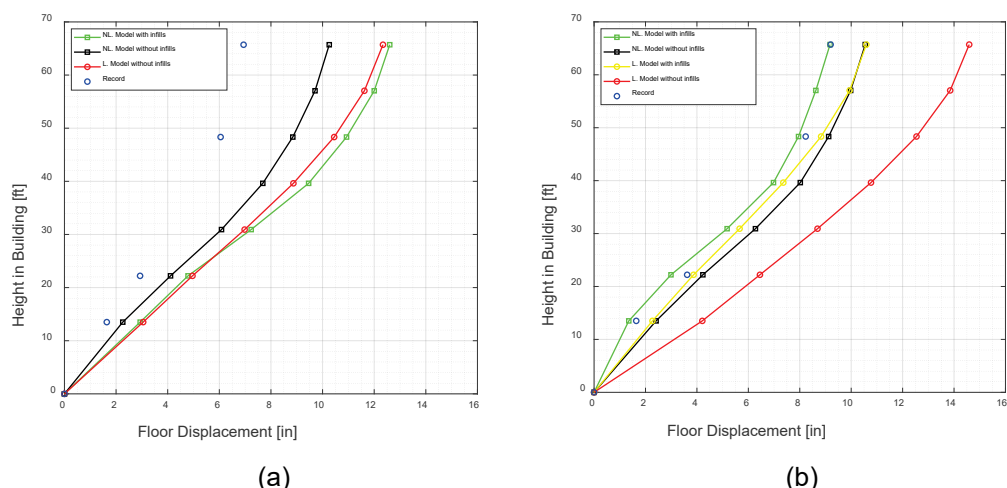 70
60
50
40
30
20
10
0
Height in Building [ft]
NL. Model with infills
NL. Model without infills
L. Model without infills
Record
0 2 4 6 8 10 12 14 16
Floor Displacement [in]
(a)
70
60
50
40
30
20
10
0
Height in Building [ft]
NL. Model with infills
NL. Model without infills
L. Model with infills
L. Model without infills
Record
0 2 4 6 8 10 12 14 16
Floor Displacement [in]
(b)